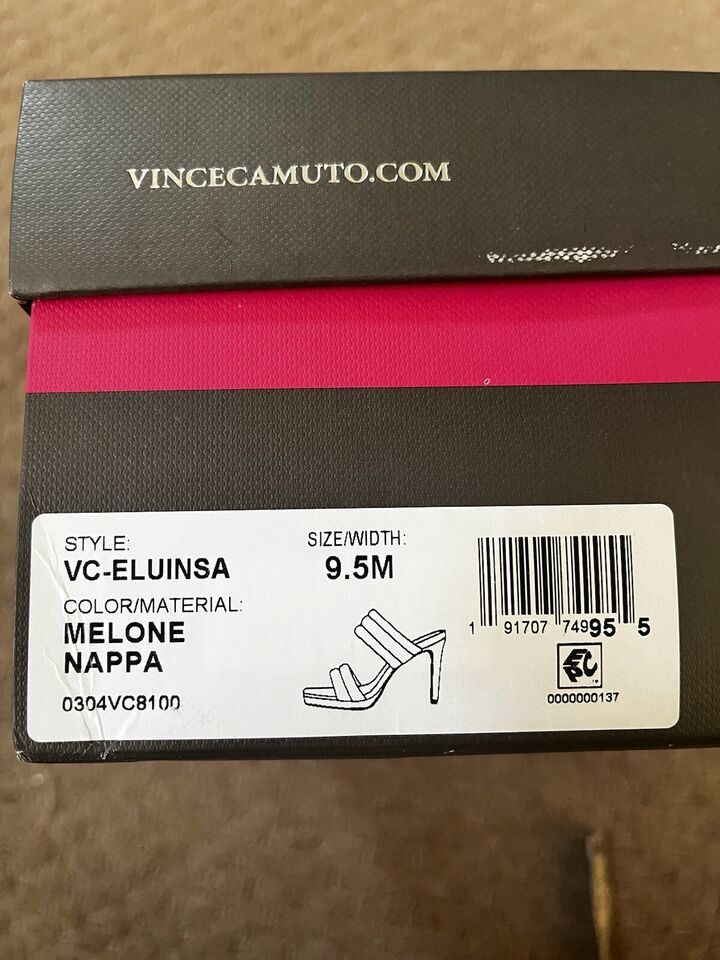 VINCECAMUTO.COM
STYLE:
VC-ELUINSA
SIZE/WIDTH:
9.5M
COLOR/MATERIAL:
MELONE
NAPPA
0304VC8100
1 91707 74995 5
EPC
0000000137